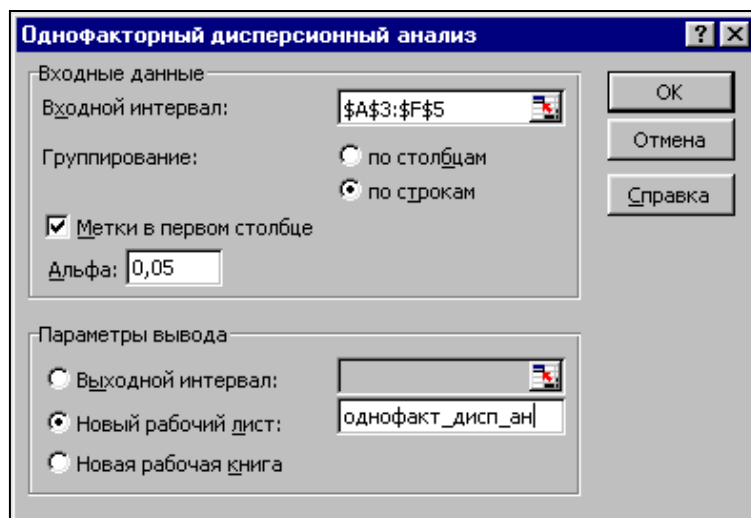 Однофакторный дисперсионный анализ
Входные данные
Входной интервал: $A$3:$F$5
Группирование: по столбцам
по строкам
Метки в первом столбце
Альфа: 0,05
OK
Отмена
Справка
Параметры вывода
Выходной интервал:
Новый рабочий лист: однофакт_дисп_ан
Новая рабочая книга